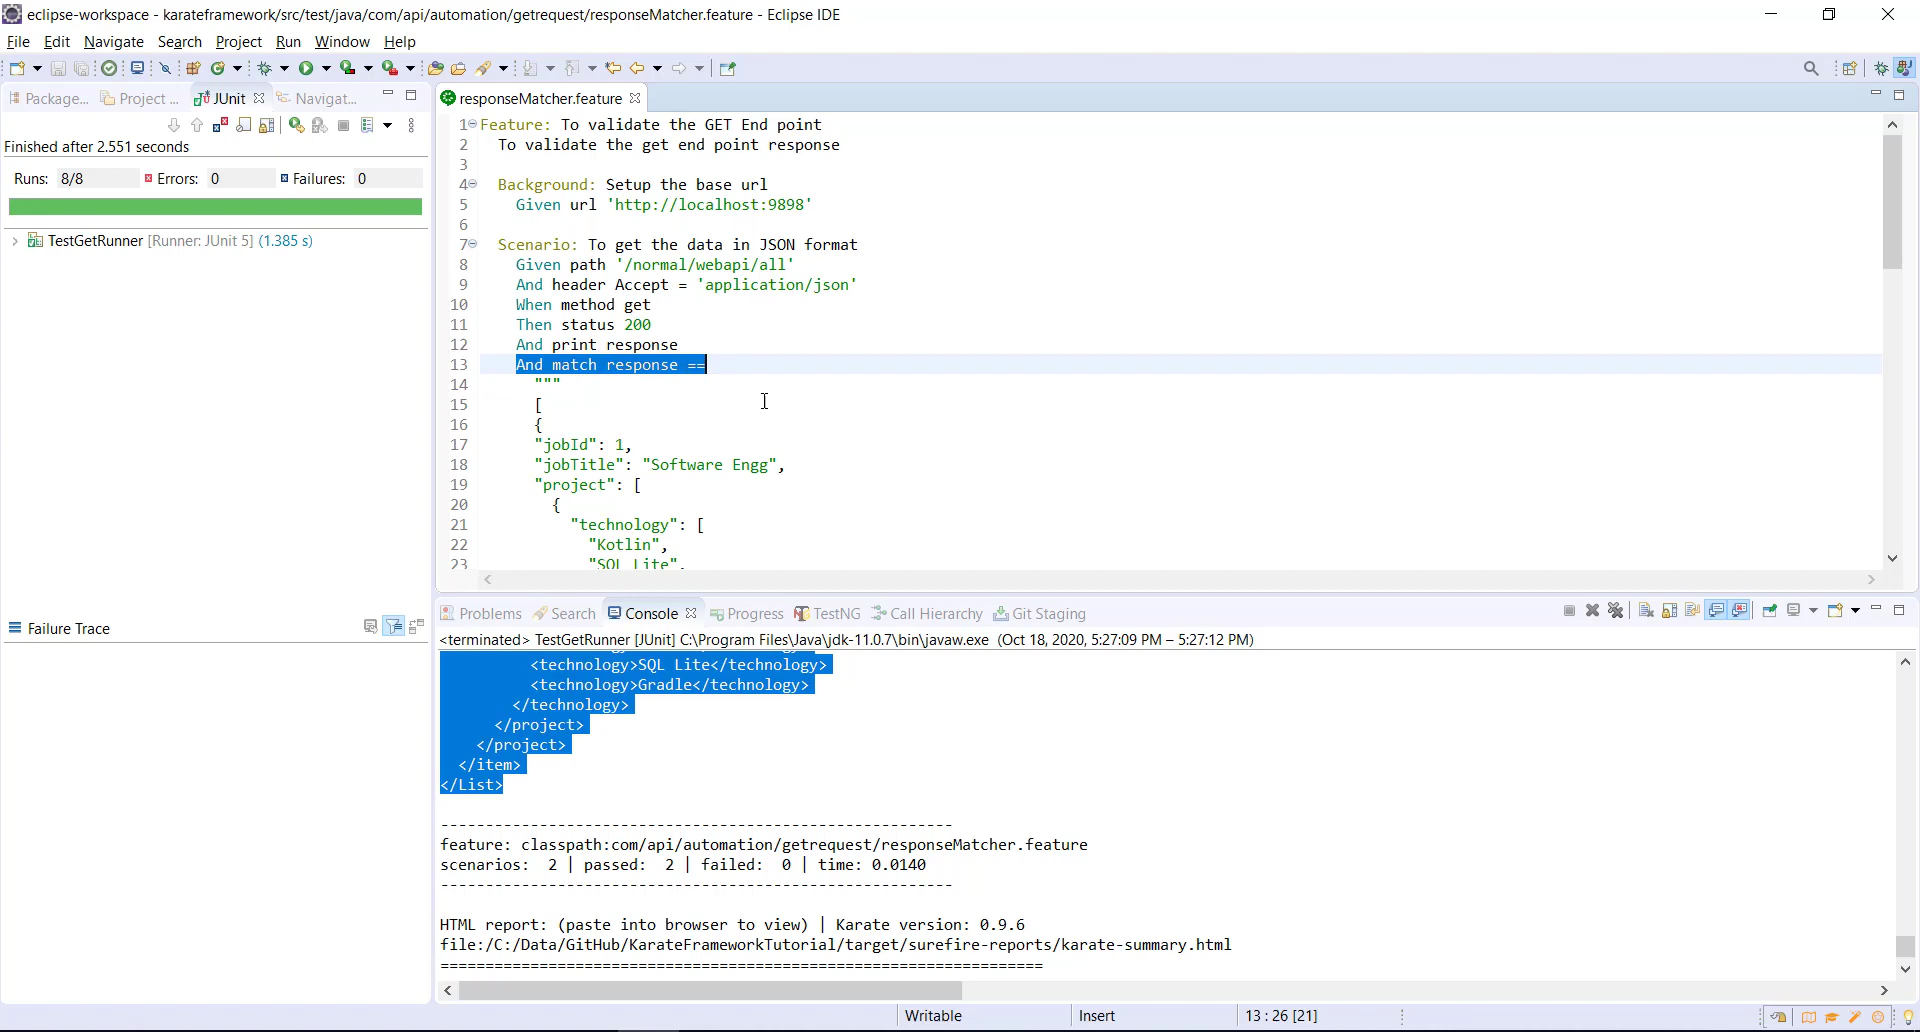 eclipse-workspace - karateframework/src/test/java/com/api/automation/getrequest/responseMatcher.feature - Eclipse IDE
File Edit Navigate Search Project Run Window Help
Package... Project ... JUnit Navigat...
responseMatcher.feature
Finished after 2.551 seconds
Runs: 8/8 Errors: 0 Failures: 0
TestGetRunner [Runner: JUnit 5] (1.385 s)
Failure Trace
1 Feature: To validate the GET End point
2 To validate the get end point response
3
4 Background: Setup the base url
5 Given url 'http://localhost:9898'
6
7 Scenario: To get the data in JSON format
8 Given path '/normal/webapi/all'
9 And header Accept = 'application/json'
10 When method get
11 Then status 200
12 And print response
13 And match response ==
14 """
15 [
16 {
17 "jobId": 1,
18 "jobTitle": "Software Engg",
19 "project": [
20 {
21 "technology": [
22 "Kotlin",
23 "SQL Lite",
Problems Search Console Progress TestNG Call Hierarchy Git Staging
<terminated> TestGetRunner [JUnit] C:\Program Files\Java\jdk-11.0.7\bin\javaw.exe (Oct 18, 2020, 5:27:09 PM – 5:27:12 PM)
<technology>SQL Lite</technology>
<technology>Gradle</technology>
</technology>
</project>
</project>
</item>
</List>
---------------------------------------------------------
feature: classpath:com/api/automation/getrequest/responseMatcher.feature
scenarios: 2 | passed: 2 | failed: 0 | time: 0.0140
---------------------------------------------------------
HTML report: (paste into browser to view) | Karate version: 0.9.6
file:/C:/Data/GitHub/KarateFrameworkTutorial/target/surefire-reports/karate-summary.html
===================================================================
Writable Insert 13 : 26 [21]